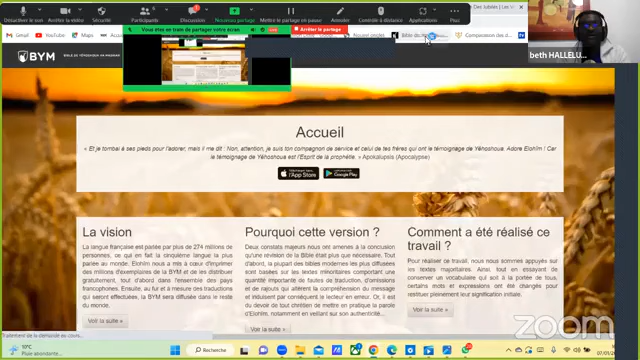 Désactiver le son
Arrêter la vidéo
Sécurité
Participants
Discussion
Nouveau partage
Mettre le partage en pause
Annoter
Contrôle à distance
Applications
Plus
Vous êtes en train de partager votre écran
Arrêter le partage
Gmail
YouTube
Maps
Nouvel onglet
Comparaison des d...
beth HALLELU...
BYM
Accueil
« Et je tombai à ses pieds pour l'adorer, mais il me dit : Non, attention, je suis ton compagnon de service et celui de tes frères qui ont le témoignage de Yéhoshoua. Adore Elohîm ! Car
le témoignage de Yéhoshoua est l'Esprit de la prophétie. » Apokalupsis (Apocalypse)
App Store
Google Play
La vision
La langue française est parlée par plus de 274 millions de
personnes, ce qui en fait la cinquième langue la plus
parlée au monde. Elohîm nous a mis à cœur d'imprimer
des millions d'exemplaires de la BYM et de les distribuer
gratuitement, tout d'abord dans l'ensemble des pays
francophones. Ensuite, au fur et à mesure des traductions
qui seront effectuées, la BYM sera diffusée dans le reste
du monde.
Voir la suite »
Pourquoi cette version ?
Deux constats majeurs nous ont amenés à la conclusion
qu'une révision de la Bible était plus que nécessaire. Tout
d'abord, la plupart des bibles modernes les plus diffusées
sont basées sur les textes minoritaires comportant une
quantité importante de fautes de traduction, d'omissions
et de rajouts qui altèrent la compréhension du message
et induisent par conséquent le lecteur en erreur. Or, il est
du devoir de tout chrétien de mettre en pratique la parole
d'Elohîm, notamment en veillant sur son authenticité...
Voir la suite »
Comment a été réalisé ce
travail ?
Pour réaliser ce travail, nous nous sommes appuyés
sur les textes majoritaires. Ainsi, tout en essayant de
conserver un vocabulaire qui soit à la portée de tous,
certains mots et expressions ont été changés pour
restituer pleinement leur signification initiale.
Voir la suite »
Traitement de la demande en cours...
10°C
Pluie abondante...
Recherche
zoom